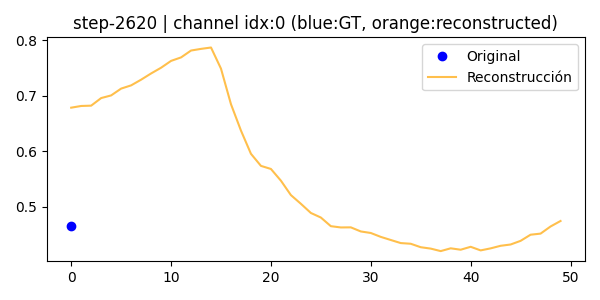 step-2620 | channel idx:0 (blue:GT, orange:reconstructed)
0.8
0.7
0.6
0.5
Original
Reconstrucción
0 10 20 30 40 50